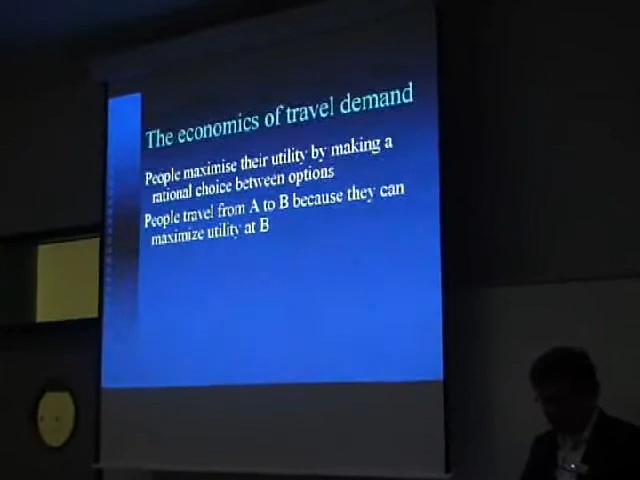 The economics of travel demand
People maximise their utility by making a
rational choice between options
People travel from A to B because they can
maximize utility at B